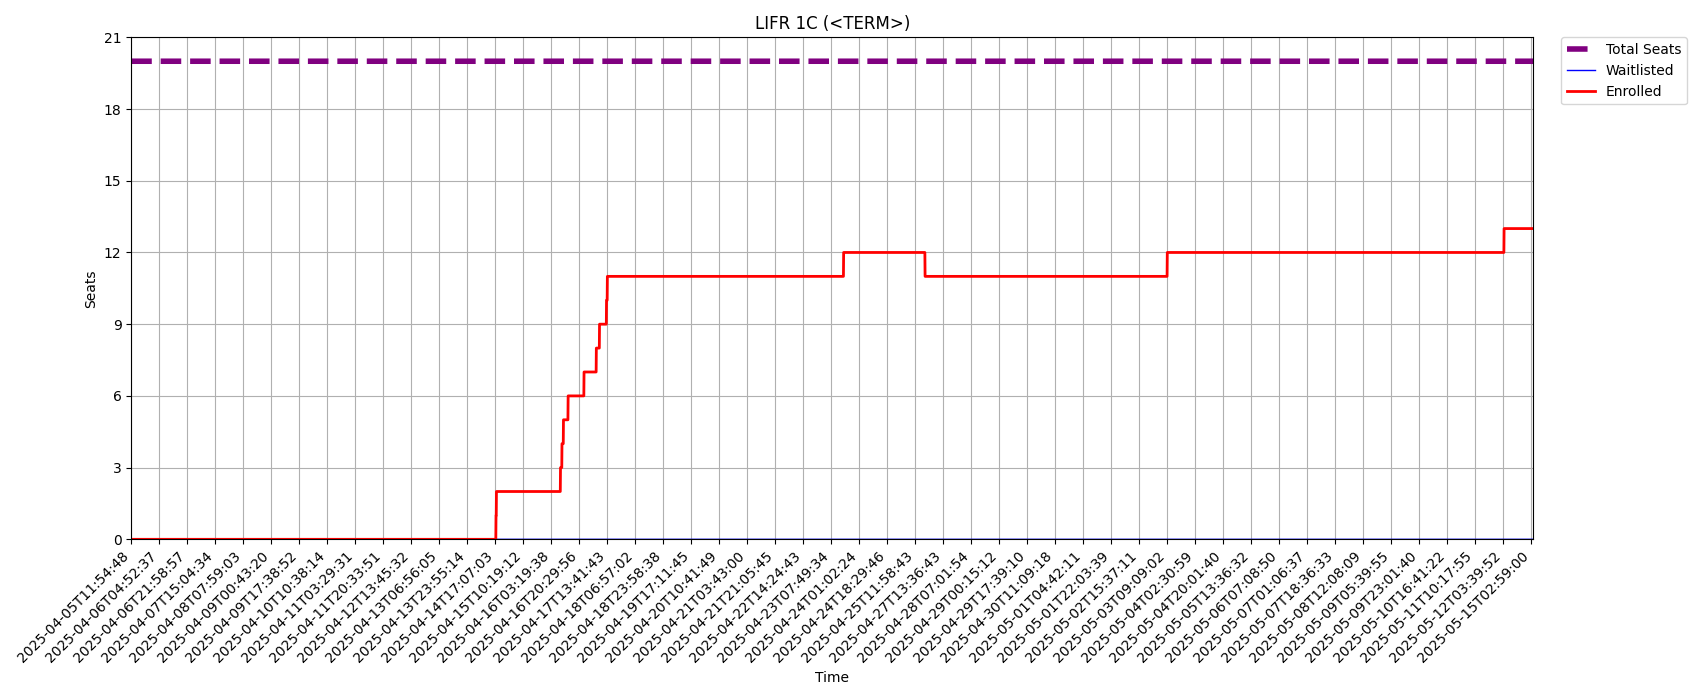 LIFR 1C (<TERM>)
21
18
15
12
9
6
3
0
Seats
Total Seats
Waitlisted
Enrolled
2025-04-05T11:54:48
2025-04-06T04:52:37
2025-04-06T21:58:57
2025-04-07T15:04:34
2025-04-08T07:59:03
2025-04-09T00:43:20
2025-04-09T17:38:52
2025-04-10T10:38:14
2025-04-11T03:29:31
2025-04-11T20:33:51
2025-04-12T13:45:32
2025-04-13T06:56:05
2025-04-13T23:55:14
2025-04-14T17:07:03
2025-04-15T10:19:12
2025-04-16T03:19:38
2025-04-16T20:29:56
2025-04-17T13:41:43
2025-04-18T06:57:02
2025-04-18T23:58:38
2025-04-19T17:11:45
2025-04-20T10:41:49
2025-04-21T03:43:00
2025-04-21T21:05:45
2025-04-22T14:24:43
2025-04-23T07:49:34
2025-04-24T01:02:24
2025-04-24T18:29:46
2025-04-25T11:58:43
2025-04-27T13:36:43
2025-04-28T07:01:54
2025-04-29T00:15:12
2025-04-29T17:39:10
2025-04-30T11:09:18
2025-05-01T04:42:11
2025-05-01T22:03:39
2025-05-02T15:37:11
2025-05-03T09:09:02
2025-05-04T02:30:59
2025-05-04T20:01:40
2025-05-05T13:36:32
2025-05-06T07:08:50
2025-05-07T01:06:37
2025-05-07T18:36:33
2025-05-08T12:08:09
2025-05-09T05:39:55
2025-05-09T23:01:40
2025-05-10T16:41:22
2025-05-11T10:17:55
2025-05-12T03:39:52
2025-05-15T02:59:00
Time